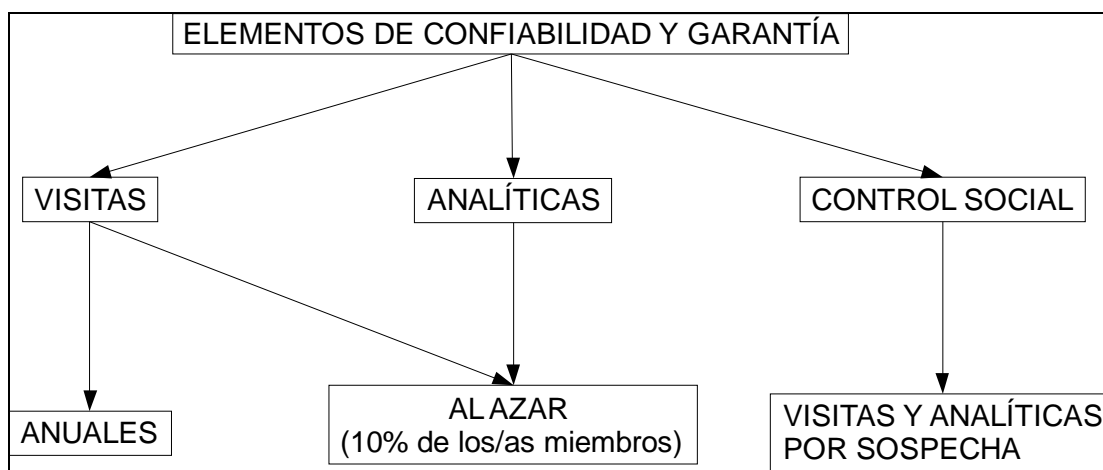 ELEMENTOS DE CONFIABILIDAD Y GARANTÍA
VISITAS
ANALÍTICAS
CONTROL SOCIAL
ANUALES
AL AZAR
(10% de los/as miembros)
VISITAS Y ANALÍTICAS
POR SOSPECHA